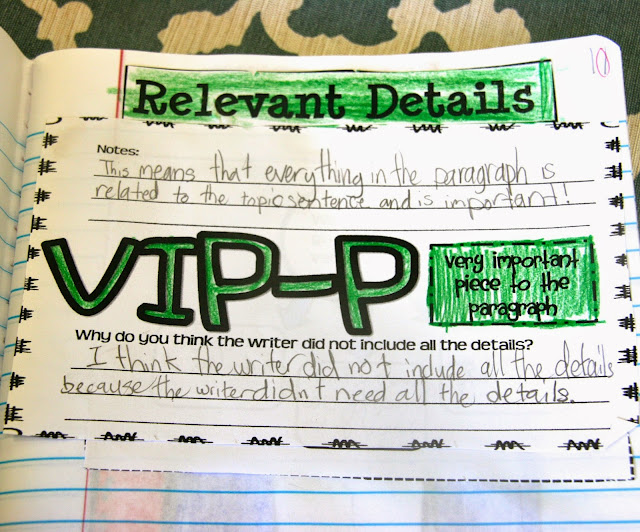 10
Relevant Details
Notes:
This means that everything in the paragraph is
related to the topic sentence and is important!
VIP-P
Very important
piece to the
paragraph
Why do you think the writer did not include all the details?
I think the writer did not include all the details
because the writer didn't need all the details.